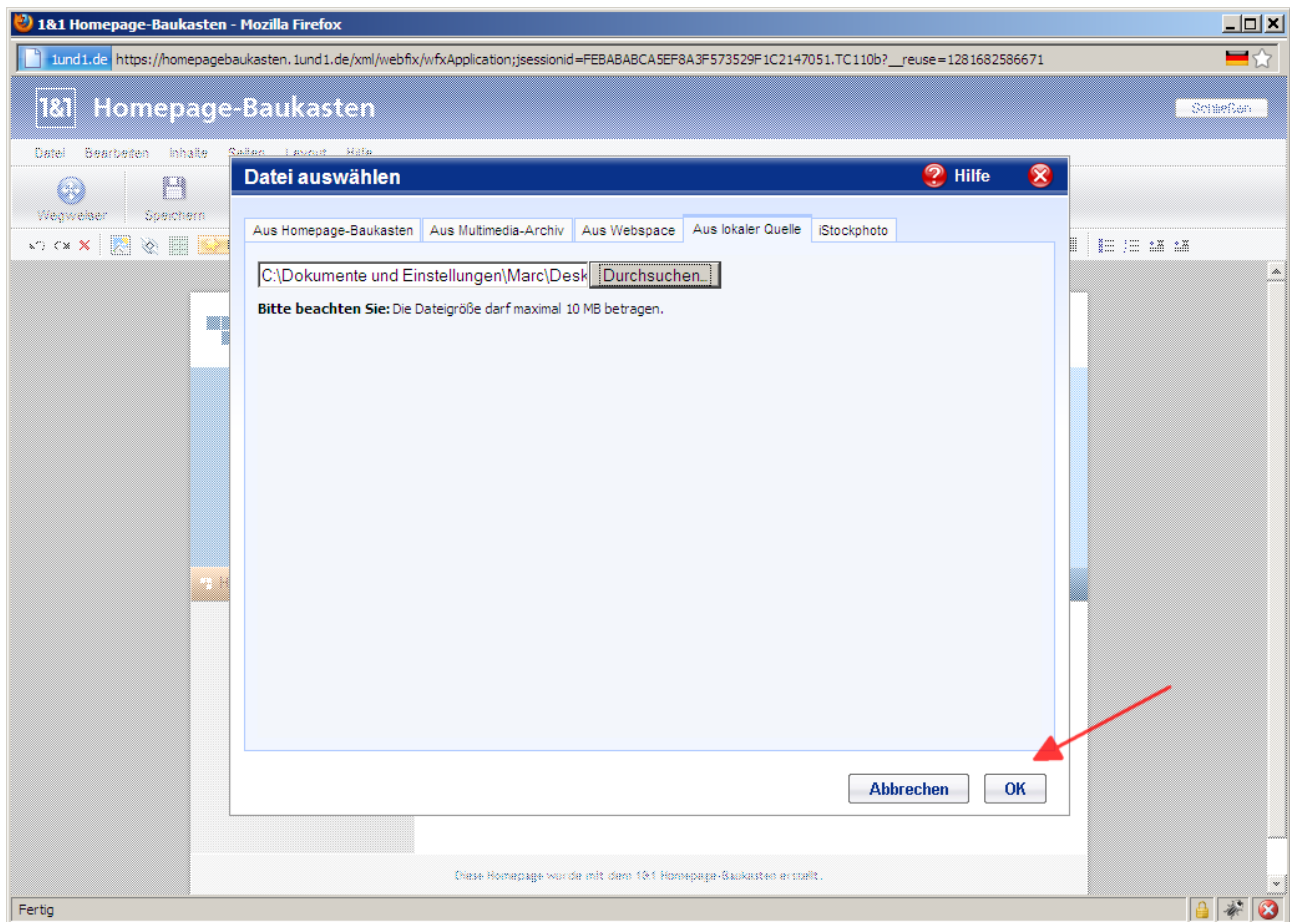 1&1 Homepage-Baukasten - Mozilla Firefox
1und1.de https://homepagebaukasten.1und1.de/xml/webfix/wfxApplication;jsessionid=FEBABABCA5EF8A3F573529F1C2147051.TC110b?__reuse=1281682586671
1&1 Homepage-Baukasten
Schließen
Datei Bearbeiten Inhalte Seiten Layout Hilfe
Datei auswählen
Hilfe
Wegweiser Speichern
Aus Homepage-Baukasten Aus Multimedia-Archiv Aus Webspace Aus lokaler Quelle iStockphoto
C:\Dokumente und Einstellungen\Marc\Desk Durchsuchen...
Bitte beachten Sie: Die Dateigröße darf maximal 10 MB betragen.
H
Abbrechen OK
Diese Homepage wurde mit dem 1&1 Homepage-Baukasten erstellt.
Fertig